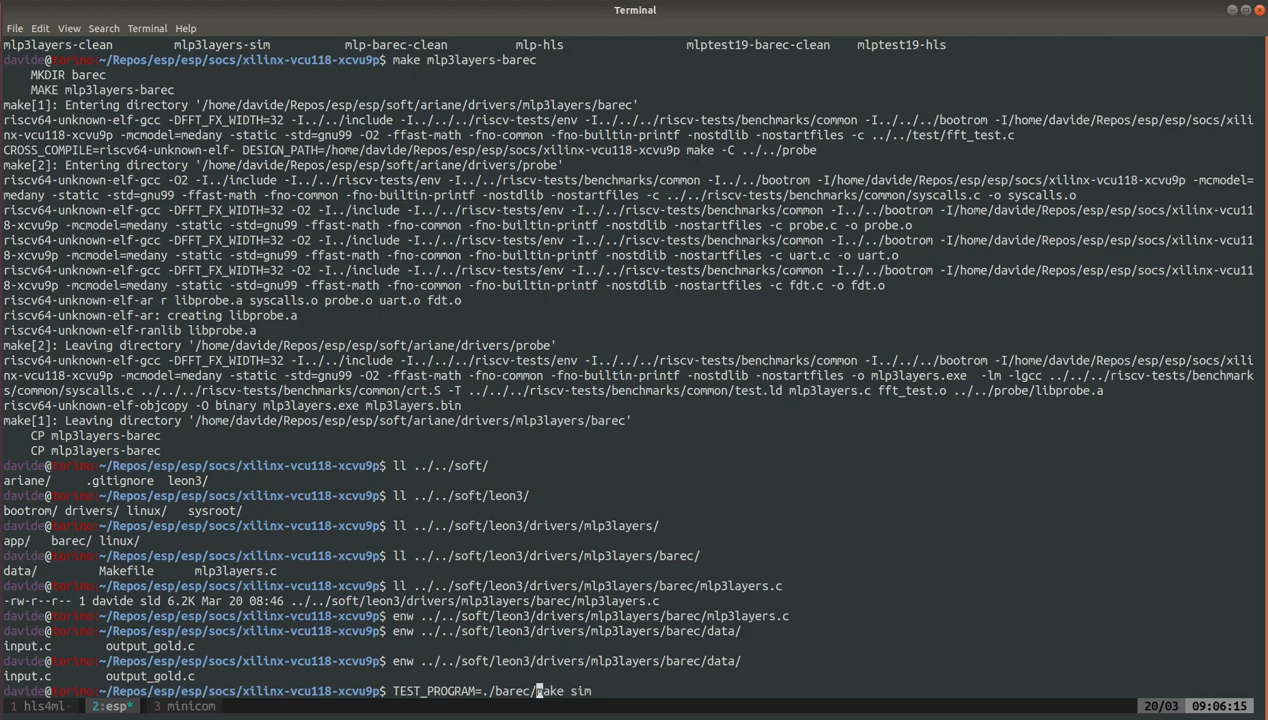 Terminal
File Edit View Search Terminal Help
mlp3layers-clean mlp3layers-sim mlp-barec-clean mlp-hls mlptest19-barec-clean mlptest19-hls
davide@torino:~/Repos/esp/esp/socs/xilinx-vcu118-xcvu9p$ make mlp3layers-barec
MKDIR barec
MAKE mlp3layers-barec
make[1]: Entering directory '/home/davide/Repos/esp/esp/soft/ariane/drivers/mlp3layers/barec'
riscv64-unknown-elf-gcc -DFFT_FX_WIDTH=32 -I../../include -I../../../riscv-tests/env -I../../../riscv-tests/benchmarks/common -I../../../bootrom -I/home/davide/Repos/esp/esp/socs/xili
nx-vcu118-xcvu9p -mcmodel=medany -static -std=gnu99 -O2 -ffast-math -fno-common -fno-builtin-printf -nostdlib -nostartfiles -c ../../test/fft_test.c
CROSS_COMPILE=riscv64-unknown-elf- DESIGN_PATH=/home/davide/Repos/esp/esp/socs/xilinx-vcu118-xcvu9p make -C ../../probe
make[2]: Entering directory '/home/davide/Repos/esp/esp/soft/ariane/drivers/probe'
riscv64-unknown-elf-gcc -O2 -I../include -I../../riscv-tests/env -I../../riscv-tests/benchmarks/common -I../../bootrom -I/home/davide/Repos/esp/esp/socs/xilinx-vcu118-xcvu9p -mcmodel=
medany -static -std=gnu99 -ffast-math -fno-common -fno-builtin-printf -nostdlib -nostartfiles -c ../../riscv-tests/benchmarks/common/syscalls.c -o syscalls.o
riscv64-unknown-elf-gcc -DFFT_FX_WIDTH=32 -O2 -I../include -I../../riscv-tests/env -I../../riscv-tests/benchmarks/common -I../../bootrom -I/home/davide/Repos/esp/esp/socs/xilinx-vcu11
8-xcvu9p -mcmodel=medany -static -std=gnu99 -ffast-math -fno-common -fno-builtin-printf -nostdlib -nostartfiles -c probe.c -o probe.o
riscv64-unknown-elf-gcc -DFFT_FX_WIDTH=32 -O2 -I../include -I../../riscv-tests/env -I../../riscv-tests/benchmarks/common -I../../bootrom -I/home/davide/Repos/esp/esp/socs/xilinx-vcu11
8-xcvu9p -mcmodel=medany -static -std=gnu99 -ffast-math -fno-common -fno-builtin-printf -nostdlib -nostartfiles -c uart.c -o uart.o
riscv64-unknown-elf-gcc -DFFT_FX_WIDTH=32 -O2 -I../include -I../../riscv-tests/env -I../../riscv-tests/benchmarks/common -I../../bootrom -I/home/davide/Repos/esp/esp/socs/xilinx-vcu11
8-xcvu9p -mcmodel=medany -static -std=gnu99 -ffast-math -fno-common -fno-builtin-printf -nostdlib -nostartfiles -c fdt.c -o fdt.o
riscv64-unknown-elf-ar r libprobe.a syscalls.o probe.o uart.o fdt.o
riscv64-unknown-elf-ar: creating libprobe.a
riscv64-unknown-elf-ranlib libprobe.a
make[2]: Leaving directory '/home/davide/Repos/esp/esp/soft/ariane/drivers/probe'
riscv64-unknown-elf-gcc -DFFT_FX_WIDTH=32 -I../../include -I../../../riscv-tests/env -I../../../riscv-tests/benchmarks/common -I../../../bootrom -I/home/davide/Repos/esp/esp/socs/xili
nx-vcu118-xcvu9p -mcmodel=medany -static -std=gnu99 -O2 -ffast-math -fno-common -fno-builtin-printf -nostdlib -nostartfiles -o mlp3layers.exe -lm -lgcc ../../../riscv-tests/benchmark
s/common/syscalls.c ../../../riscv-tests/benchmarks/common/crt.S -T ../../../riscv-tests/benchmarks/common/test.ld mlp3layers.c fft_test.o ../../probe/libprobe.a
riscv64-unknown-elf-objcopy -O binary mlp3layers.exe mlp3layers.bin
make[1]: Leaving directory '/home/davide/Repos/esp/esp/soft/ariane/drivers/mlp3layers/barec'
CP mlp3layers-barec
CP mlp3layers-barec
davide@torino:~/Repos/esp/esp/socs/xilinx-vcu118-xcvu9p$ ll ../../soft/
ariane/ .gitignore leon3/
davide@torino:~/Repos/esp/esp/socs/xilinx-vcu118-xcvu9p$ ll ../../soft/leon3/
bootrom/ drivers/ linux/ sysroot/
davide@torino:~/Repos/esp/esp/socs/xilinx-vcu118-xcvu9p$ ll ../../soft/leon3/drivers/mlp3layers/
app/ barec/ linux/
davide@torino:~/Repos/esp/esp/socs/xilinx-vcu118-xcvu9p$ ll ../../soft/leon3/drivers/mlp3layers/barec/
data/ Makefile mlp3layers.c
davide@torino:~/Repos/esp/esp/socs/xilinx-vcu118-xcvu9p$ ll ../../soft/leon3/drivers/mlp3layers/barec/mlp3layers.c
-rw-r--r-- 1 davide sld 6.2K Mar 20 08:46 ../../soft/leon3/drivers/mlp3layers/barec/mlp3layers.c
davide@torino:~/Repos/esp/esp/socs/xilinx-vcu118-xcvu9p$ enw ../../soft/leon3/drivers/mlp3layers/barec/mlp3layers.c
davide@torino:~/Repos/esp/esp/socs/xilinx-vcu118-xcvu9p$ enw ../../soft/leon3/drivers/mlp3layers/barec/data/
input.c output_gold.c
davide@torino:~/Repos/esp/esp/socs/xilinx-vcu118-xcvu9p$ enw ../../soft/leon3/drivers/mlp3layers/barec/data/
input.c output_gold.c
davide@torino:~/Repos/esp/esp/socs/xilinx-vcu118-xcvu9p$ TEST_PROGRAM=./barec/make sim
1 hls4ml- 2:esp* 3 minicom 20/03 09:06:15